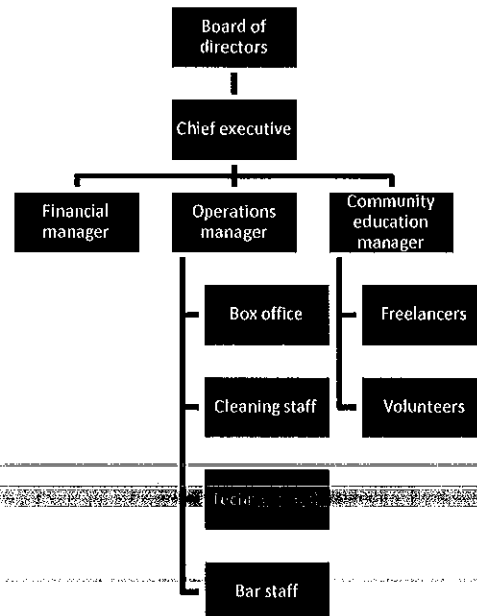 Board of
directors
Chief executive
Financial
manager
Operations
manager
Community
education
manager
Box office
Freelancers
Cleaning staff
Volunteers
Bar staff